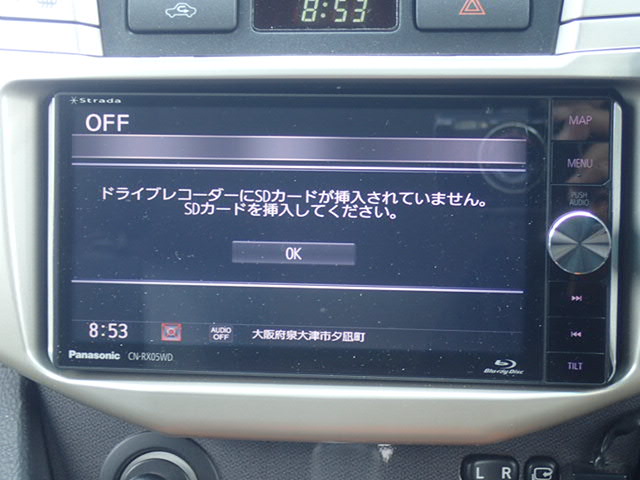 8:53
Strada
OFF
MAP
MENU
ドライブレコーダーにSDカードが挿入されていません。
SDカードを挿入してください。
PUSH
AUDIO
OK
8:53
AUDIO
OFF
大阪府泉大津市夕凪町
Panasonic CN-RX05WD
Blu-ray Disc
TILT
L R